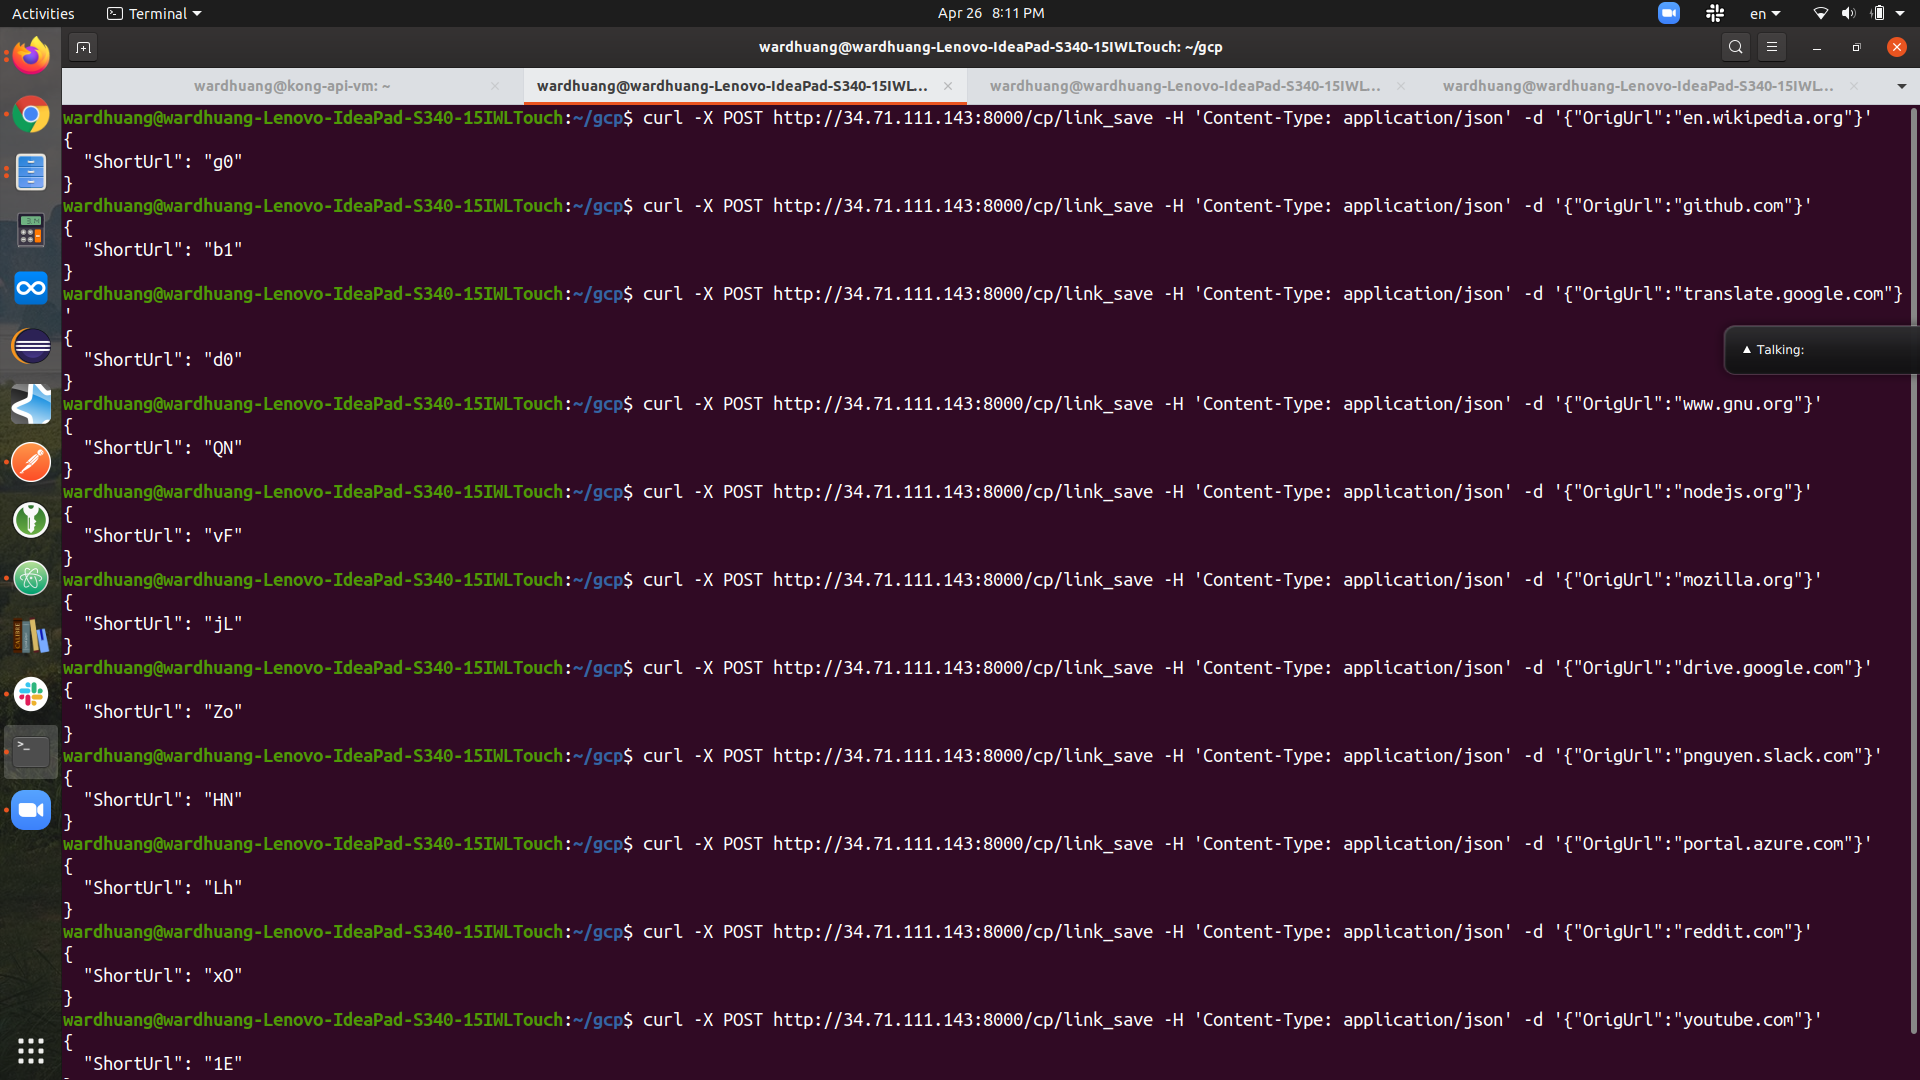 Activities
Terminal
Apr 26 8:11 PM
en
wardhuang@wardhuang-Lenovo-IdeaPad-S340-15IWLTouch: ~/gcp
wardhuang@kong-api-vm: ~
wardhuang@wardhuang-Lenovo-IdeaPad-S340-15IWL...
wardhuang@wardhuang-Lenovo-IdeaPad-S340-15IWL...
wardhuang@wardhuang-Lenovo-IdeaPad-S340-15IWL...
wardhuang@wardhuang-Lenovo-IdeaPad-S340-15IWLTouch:~/gcp$ curl -X POST http://34.71.111.143:8000/cp/link_save -H 'Content-Type: application/json' -d '{"OrigUrl":"en.wikipedia.org"}'
{
  "ShortUrl": "g0"
}
wardhuang@wardhuang-Lenovo-IdeaPad-S340-15IWLTouch:~/gcp$ curl -X POST http://34.71.111.143:8000/cp/link_save -H 'Content-Type: application/json' -d '{"OrigUrl":"github.com"}'
{
  "ShortUrl": "b1"
}
wardhuang@wardhuang-Lenovo-IdeaPad-S340-15IWLTouch:~/gcp$ curl -X POST http://34.71.111.143:8000/cp/link_save -H 'Content-Type: application/json' -d '{"OrigUrl":"translate.google.com"}
'
{
  "ShortUrl": "d0"
}
Talking:
wardhuang@wardhuang-Lenovo-IdeaPad-S340-15IWLTouch:~/gcp$ curl -X POST http://34.71.111.143:8000/cp/link_save -H 'Content-Type: application/json' -d '{"OrigUrl":"www.gnu.org"}'
{
  "ShortUrl": "QN"
}
wardhuang@wardhuang-Lenovo-IdeaPad-S340-15IWLTouch:~/gcp$ curl -X POST http://34.71.111.143:8000/cp/link_save -H 'Content-Type: application/json' -d '{"OrigUrl":"nodejs.org"}'
{
  "ShortUrl": "vF"
}
wardhuang@wardhuang-Lenovo-IdeaPad-S340-15IWLTouch:~/gcp$ curl -X POST http://34.71.111.143:8000/cp/link_save -H 'Content-Type: application/json' -d '{"OrigUrl":"mozilla.org"}'
{
  "ShortUrl": "jL"
}
wardhuang@wardhuang-Lenovo-IdeaPad-S340-15IWLTouch:~/gcp$ curl -X POST http://34.71.111.143:8000/cp/link_save -H 'Content-Type: application/json' -d '{"OrigUrl":"drive.google.com"}'
{
  "ShortUrl": "Zo"
}
wardhuang@wardhuang-Lenovo-IdeaPad-S340-15IWLTouch:~/gcp$ curl -X POST http://34.71.111.143:8000/cp/link_save -H 'Content-Type: application/json' -d '{"OrigUrl":"pnguyen.slack.com"}'
{
  "ShortUrl": "HN"
}
wardhuang@wardhuang-Lenovo-IdeaPad-S340-15IWLTouch:~/gcp$ curl -X POST http://34.71.111.143:8000/cp/link_save -H 'Content-Type: application/json' -d '{"OrigUrl":"portal.azure.com"}'
{
  "ShortUrl": "Lh"
}
wardhuang@wardhuang-Lenovo-IdeaPad-S340-15IWLTouch:~/gcp$ curl -X POST http://34.71.111.143:8000/cp/link_save -H 'Content-Type: application/json' -d '{"OrigUrl":"reddit.com"}'
{
  "ShortUrl": "xO"
}
wardhuang@wardhuang-Lenovo-IdeaPad-S340-15IWLTouch:~/gcp$ curl -X POST http://34.71.111.143:8000/cp/link_save -H 'Content-Type: application/json' -d '{"OrigUrl":"youtube.com"}'
{
  "ShortUrl": "1E"